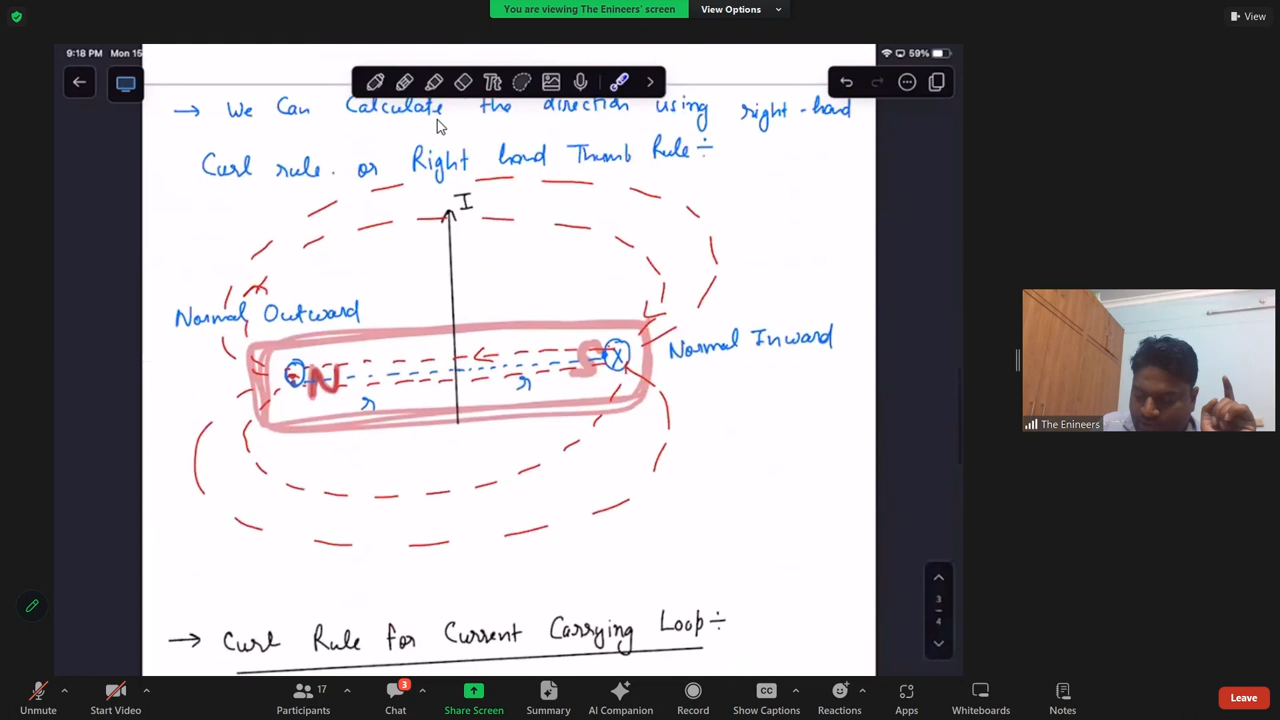 You are viewing The Enineers' screen
View Options
View
9:18 PM Mon 15
59%
→ We Can Calculate the direction using right-hand
Curl rule. or Right hand Thumb Rule÷
I
Normal Outward
Normal Inward
N
S
X
r
r
The Enineers
3
4
→ Curl Rule for Current Carrying Loop÷
Unmute
Start Video
17
Participants
3
Chat
Share Screen
Summary
AI Companion
Record
CC
Show Captions
Reactions
Apps
Whiteboards
Notes
Leave